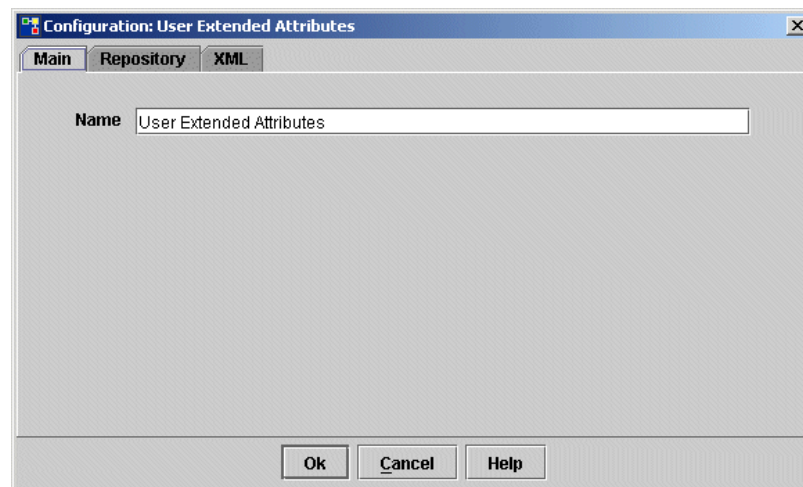 Configuration: User Extended Attributes
Main Repository XML
Name User Extended Attributes
Ok Cancel Help